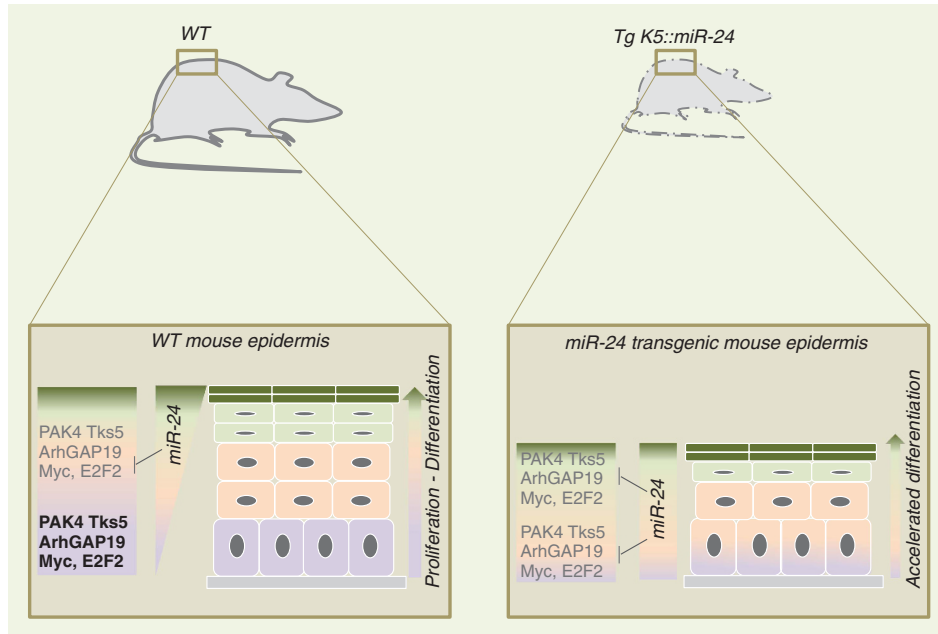 WT
Tg K5::miR-24
WT mouse epidermis
PAK4 Tks5
ArhGAP19
Myc, E2F2
PAK4 Tks5
ArhGAP19
Myc, E2F2
miR-24
Proliferation - Differentiation
miR-24 transgenic mouse epidermis
PAK4 Tks5
ArhGAP19
Myc, E2F2
PAK4 Tks5
ArhGAP19
Myc, E2F2
miR-24
Accelerated differentiation